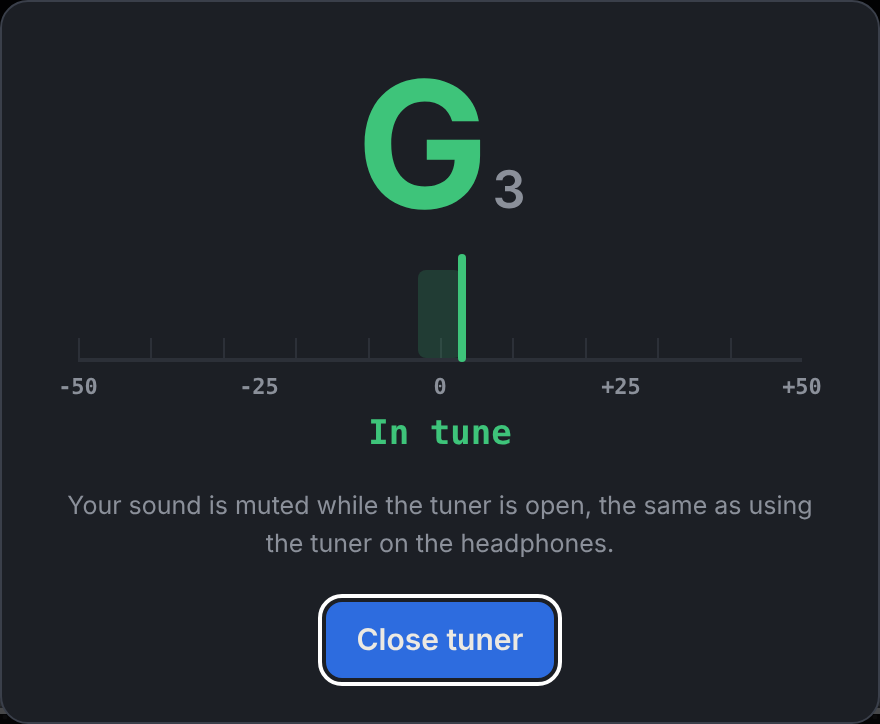 G3
-50 -25 0 +25 +50
In tune
Your sound is muted while the tuner is open, the same as using
the tuner on the headphones.
Close tuner